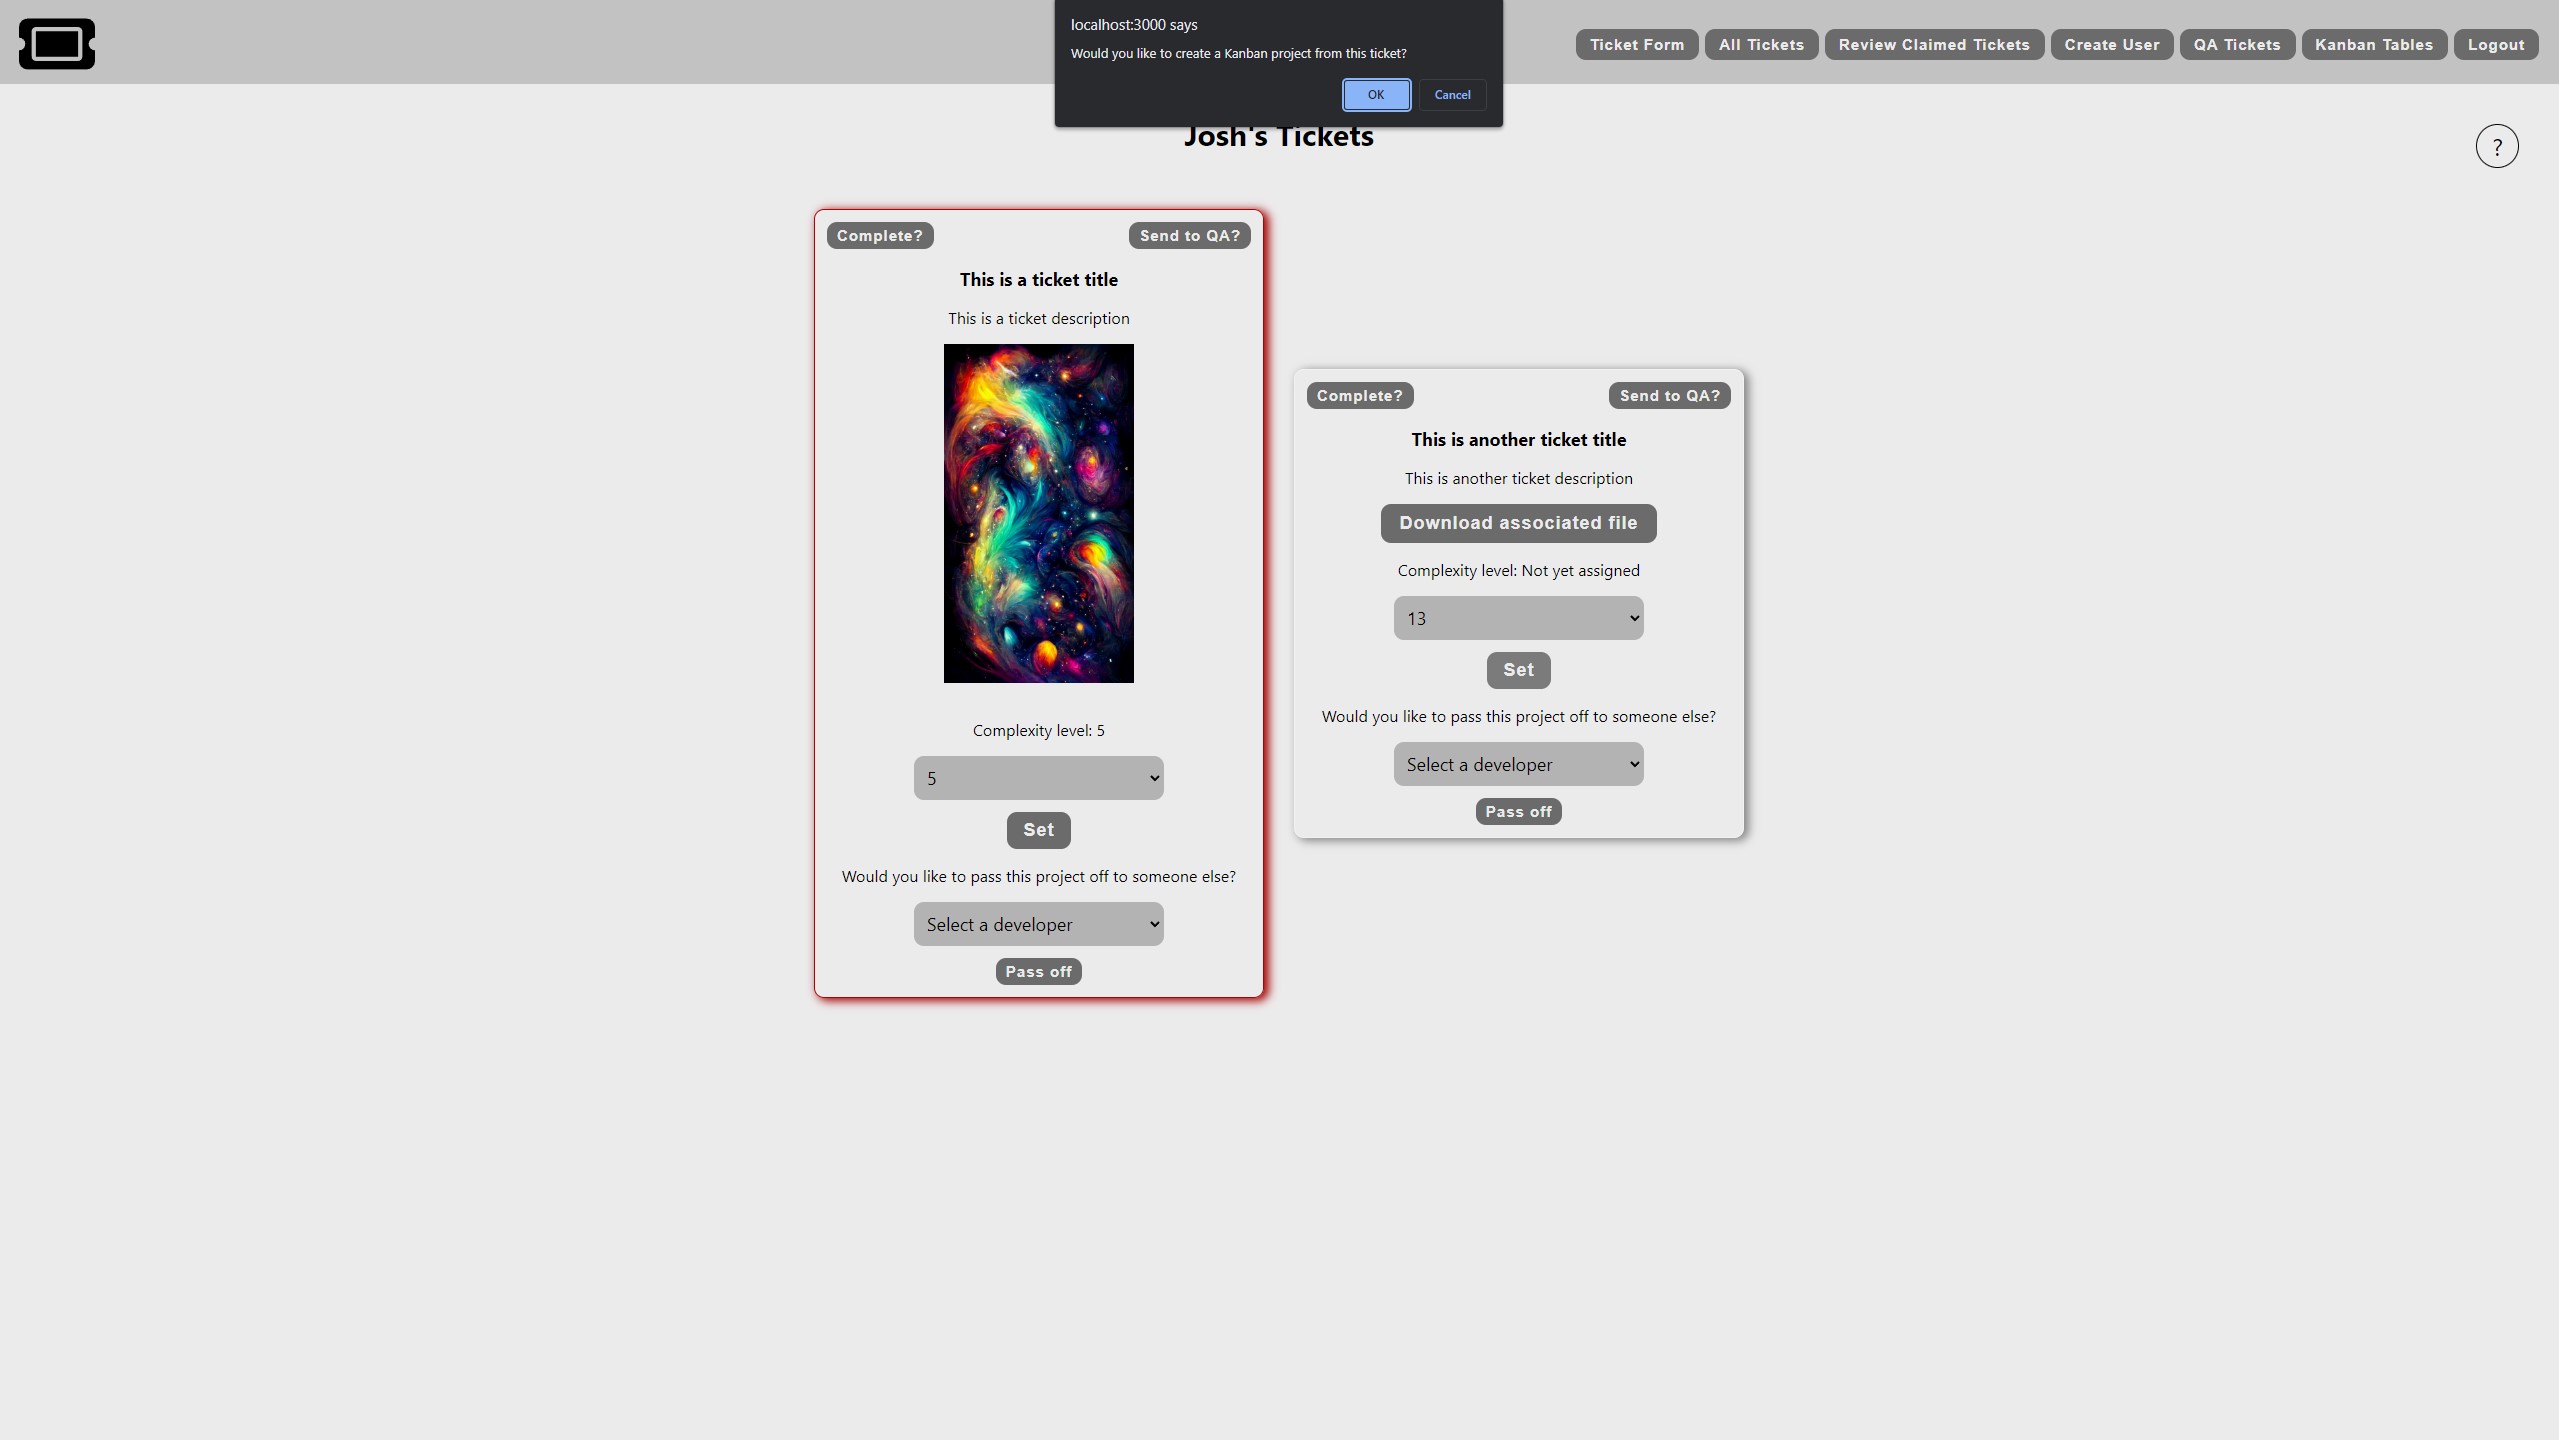 localhost:3000 says
Would you like to create a Kanban project from this ticket?
OK Cancel
Ticket Form All Tickets Review Claimed Tickets Create User QA Tickets Kanban Tables Logout
Josh's Tickets
?
Complete? Send to QA?
This is a ticket title
This is a ticket description
Complexity level: 5
5
Set
Would you like to pass this project off to someone else?
Select a developer
Pass off
Complete? Send to QA?
This is another ticket title
This is another ticket description
Download associated file
Complexity level: Not yet assigned
13
Set
Would you like to pass this project off to someone else?
Select a developer
Pass off